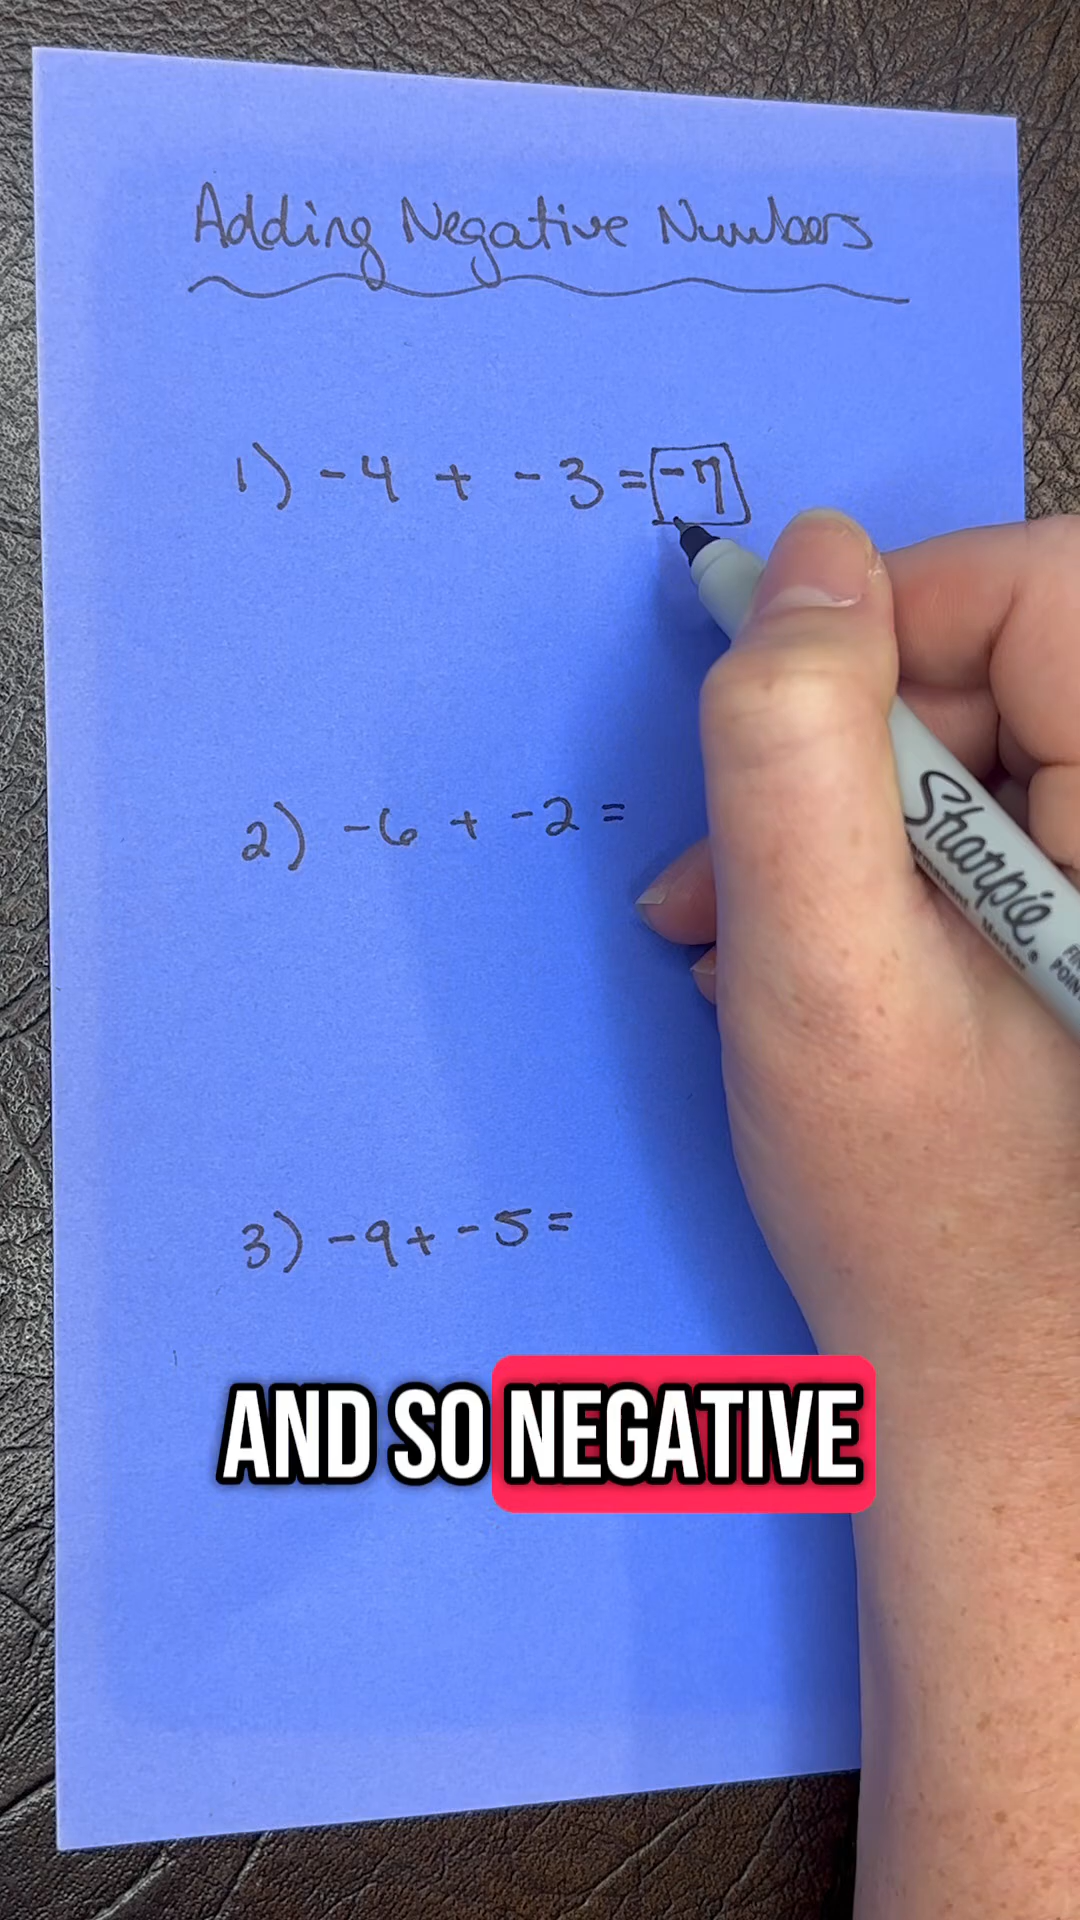 Adding Negative Numbers
1) -4 + -3 = -7
2) -6 + -2 =
3) -9 + -5 =
Sharpie®
AND SO NEGATIVE